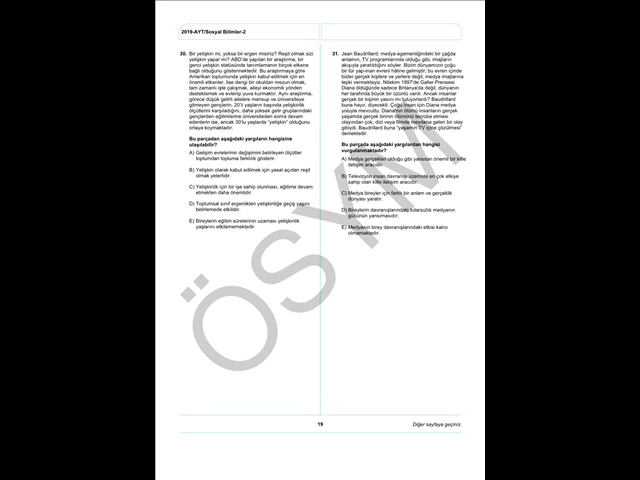 2019-AYT/Sosyal Bilimler-2
30. Bir yetişkin mi, yoksa bir ergen misiniz? Reşit olmak sizi
yetişkin yapar mı? ABD'de yapılan bir araştırma, bir
genci yetişkin statüsünde tanımlamanın birçok etkene
bağlı olduğunu göstermektedir. Bu araştırmaya göre
Amerikan toplumunda yetişkin kabul edilmek için en
önemli etkenler, lise dengi bir okuldan mezun olmak,
tam zamanlı işte çalışmak, aileyi ekonomik yönden
desteklemek ve evlenip yuva kurmaktır. Aynı araştırma,
görece düşük gelirli ailelere mensup ve üniversiteye
gitmeyen gençlerin, 20'li yaşların başında yetişkinlik
ölçütlerini karşıladığını, daha yüksek gelir gruplarındaki
gençlerden eğitimlerine üniversiteden sonra devam
edenlerin ise, ancak 30'lu yaşlarda "yetişkin" olduğunu
ortaya koymaktadır.
Bu parçadan aşağıdaki yargıların hangisine
ulaşılabilir?
A) Gelişim evrelerinin değişimini belirleyen ölçütler
toplumdan topluma farklılık gösterir.
B) Yetişkin olarak kabul edilmek için yasal açıdan reşit
olmak yeterlidir.
C) Yetişkinlik için bir işe sahip olunması, eğitime devam
etmekten daha önemlidir.
D) Toplumsal sınıf ergenlikten yetişkinliğe geçiş yaşını
belirlemede etkilidir.
E) Bireylerin eğitim sürelerinin uzaması yetişkinlik
yaşlarını etkilememektedir.
31. Jean Baudrillard, medya egemenliğindeki bir çağda
anlamın, TV programlarında olduğu gibi, imajların
akışıyla yaratıldığını söyler. Bizim dünyamızın çoğu
bir tür yap-inan evreni hâline gelmiştir; bu evren içinde
bizler gerçek kişilere ve yerlere değil, medya imajlarına
tepki vermekteyiz. Nitekim 1997'de Galler Prensesi
Diana öldüğünde sadece Britanya'da değil, dünyanın
her tarafında büyük bir üzüntü vardı. Ancak insanlar
gerçek bir kişinin yasını mı tutuyorlardı? Baudrillard
buna hayır, diyecekti. Çoğu insan için Diana medya
yoluyla mevcuttu. Diana'nın ölümü insanların gerçek
yaşamda gerçek birinin ölümünü tecrübe etmesi
olayından çok, dizi veya filmde meydana gelen bir olay
gibiydi. Baudrillard buna "yaşamın TV içine çözülmesi"
demektedir.
Bu parçada aşağıdaki yargılardan hangisi
vurgulanmaktadır?
A) Medya gerçekleri olduğu gibi yansıtan önemli bir kitle
iletişim aracıdır.
B) Televizyon insan davranışı üzerinde en çok etkiye
sahip olan kitle iletişim aracıdır.
C) Medya bireyler için farklı bir anlam ve gerçeklik
dünyası yaratır.
D) Bireylerin davranışlarındaki tutarsızlık medyanın
gücünün yansımasıdır.
E) Medyanın birey davranışlarındaki etkisi kalıcı
olmamaktadır.
ÖSYM
19
Diğer sayfaya geçiniz.